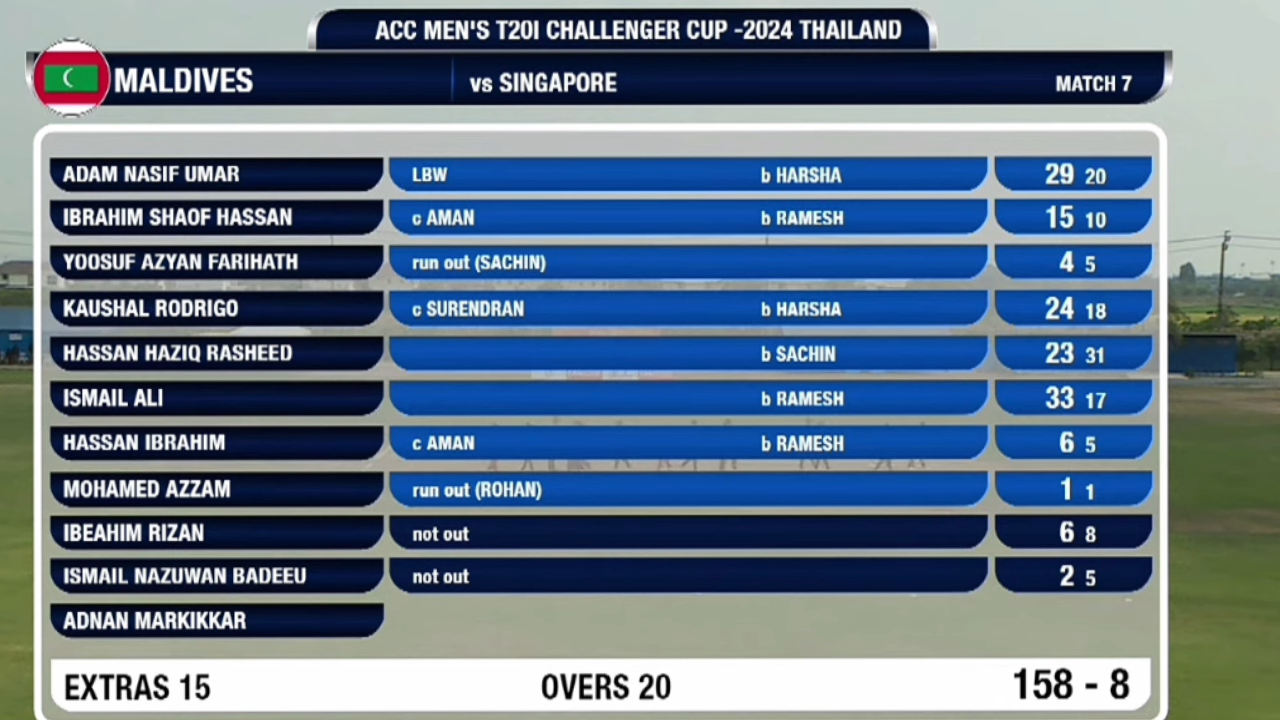 ACC MEN'S T20I CHALLENGER CUP -2024 THAILAND
MALDIVES vs SINGAPORE MATCH 7
ADAM NASIF UMAR LBW b HARSHA 29 20
IBRAHIM SHAOF HASSAN c AMAN b RAMESH 15 10
YOOSUF AZYAN FARIHATH run out (SACHIN) 4 5
KAUSHAL RODRIGO c SURENDRAN b HARSHA 24 18
HASSAN HAZIQ RASHEED b SACHIN 23 31
ISMAIL ALI b RAMESH 33 17
HASSAN IBRAHIM c AMAN b RAMESH 6 5
MOHAMED AZZAM run out (ROHAN) 1 1
IBEAHIM RIZAN not out 6 8
ISMAIL NAZUWAN BADEEU not out 2 5
ADNAN MARKIKKAR
EXTRAS 15 OVERS 20 158 - 8